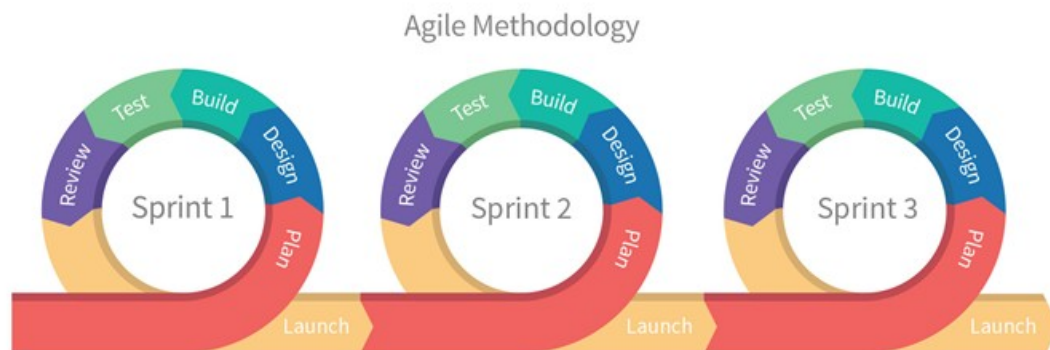 Agile Methodology
Test
Build
Review
Design
Sprint 1
Plan
Launch
Test
Build
Review
Design
Sprint 2
Plan
Launch
Test
Build
Review
Design
Sprint 3
Plan
Launch